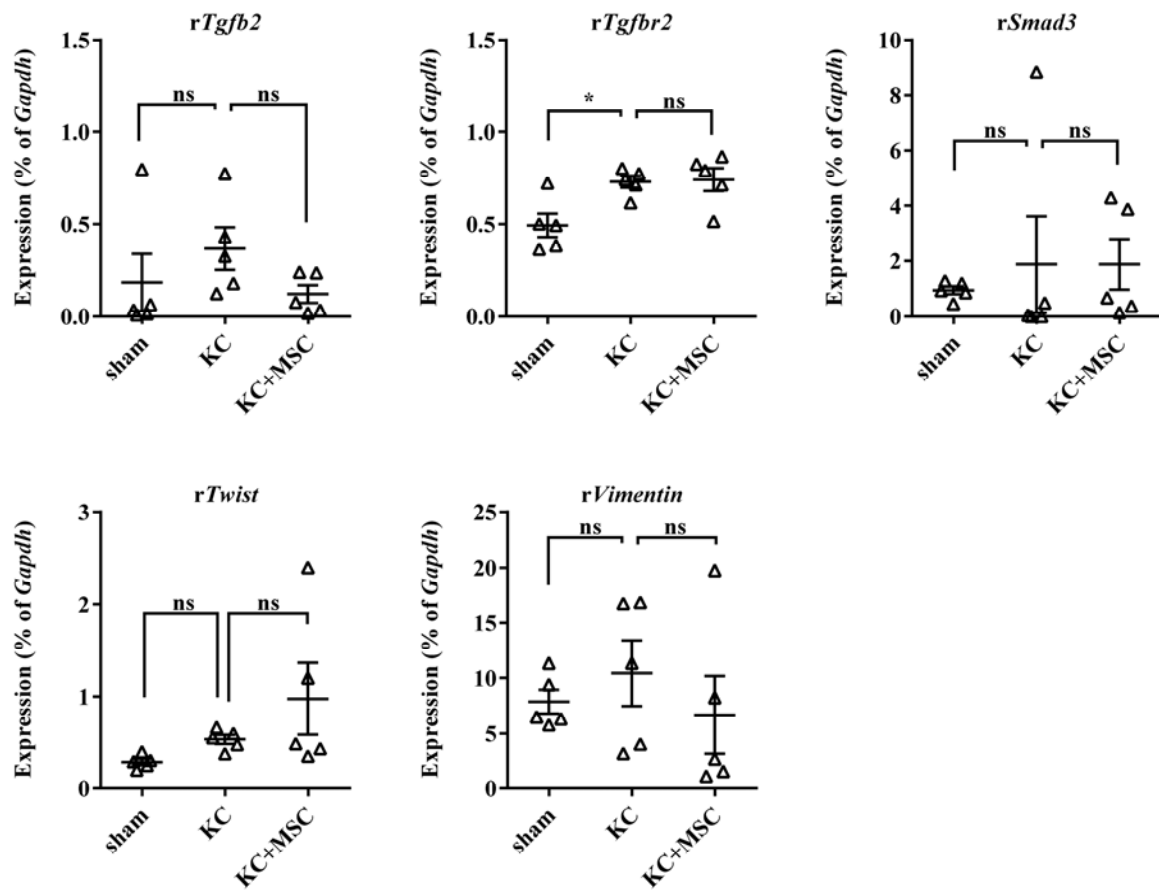 rTgfb2
Expression (% of Gapdh)
1.5
1.0
0.5
0.0
ns
ns
sham
KC
KC+MSC
rTgfbr2
Expression (% of Gapdh)
1.5
1.0
0.5
0.0
*
ns
sham
KC
KC+MSC
rSmad3
Expression (% of Gapdh)
10
8
6
4
2
0
ns
ns
sham
KC
KC+MSC
rTwist
Expression (% of Gapdh)
3
2
1
0
ns
ns
sham
KC
KC+MSC
rVimentin
Expression (% of Gapdh)
25
20
15
10
5
0
ns
ns
sham
KC
KC+MSC